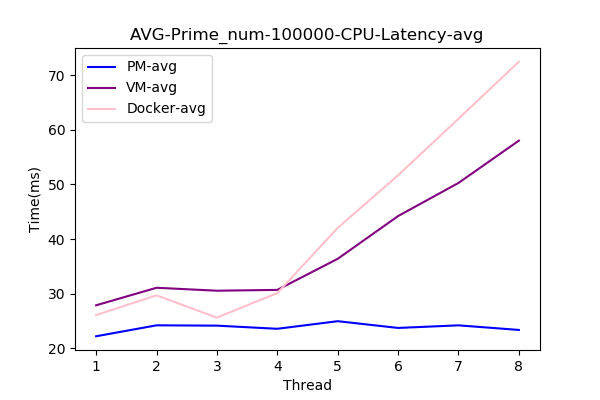 AVG-Prime_num-100000-CPU-Latency-avg
PM-avg
VM-avg
Docker-avg
Time(ms)
70
60
50
40
30
20
1 2 3 4 5 6 7 8
Thread